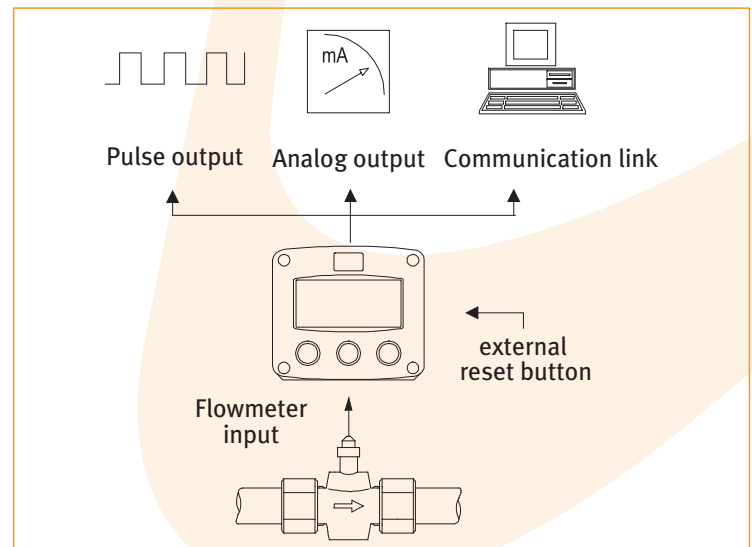 mA
Pulse output
Analog output
Communication link
external
reset button
Flowmeter
input